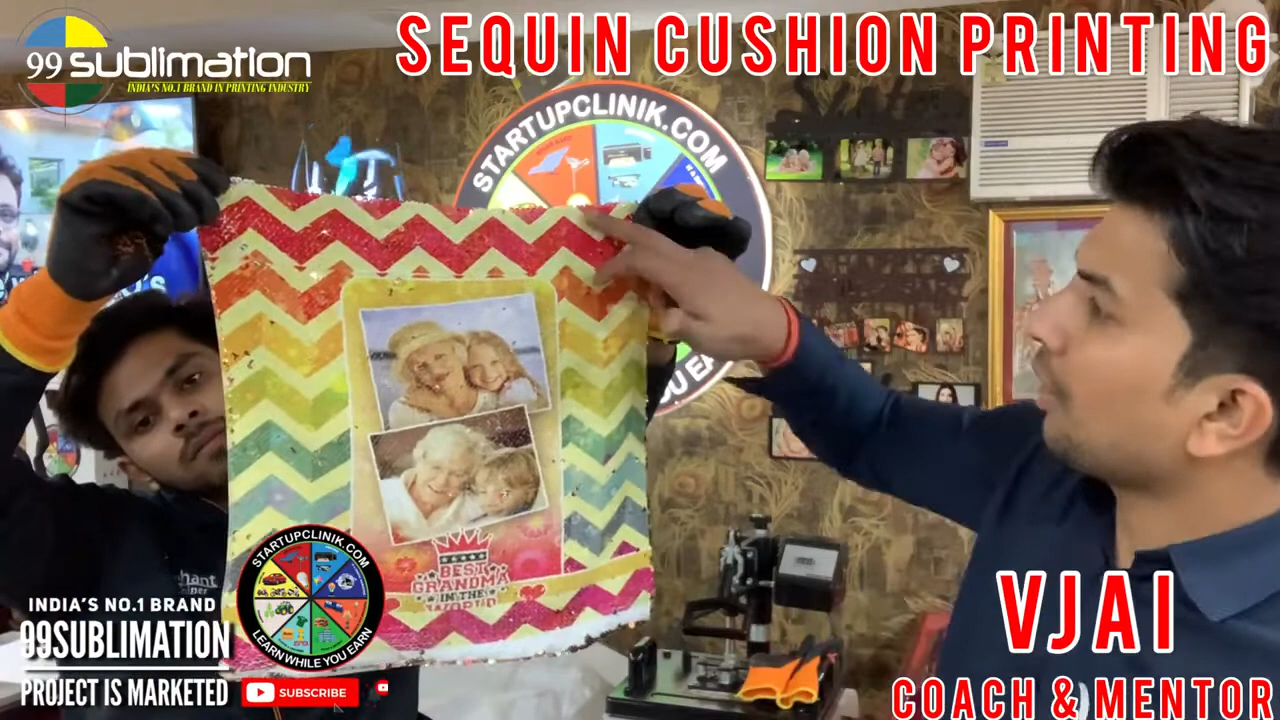 SEQUIN CUSHION PRINTING
99 sublimation
INDIA'S NO.1 BRAND IN PRINTING INDUSTRY
STARTUPCLINIK.COM
BEST
GRANDMA
IN THE
WORLD
STARTUPCLINIK.COM
LEARN WHILE YOU EARN
INDIA'S NO.1 BRAND
99SUBLIMATION
PROJECT IS MARKETED
SUBSCRIBE
VJAI
COACH & MENTOR